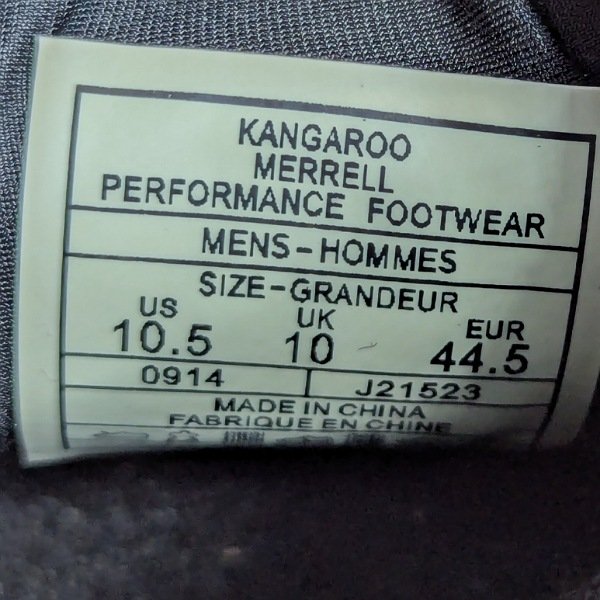 KANGAROO
MERRELL
PERFORMANCE FOOTWEAR
MENS-HOMMES
SIZE-GRANDEUR
US UK EUR
10.5 10 44.5
0914 J21523
MADE IN CHINA
FABRIQUE EN CHINE